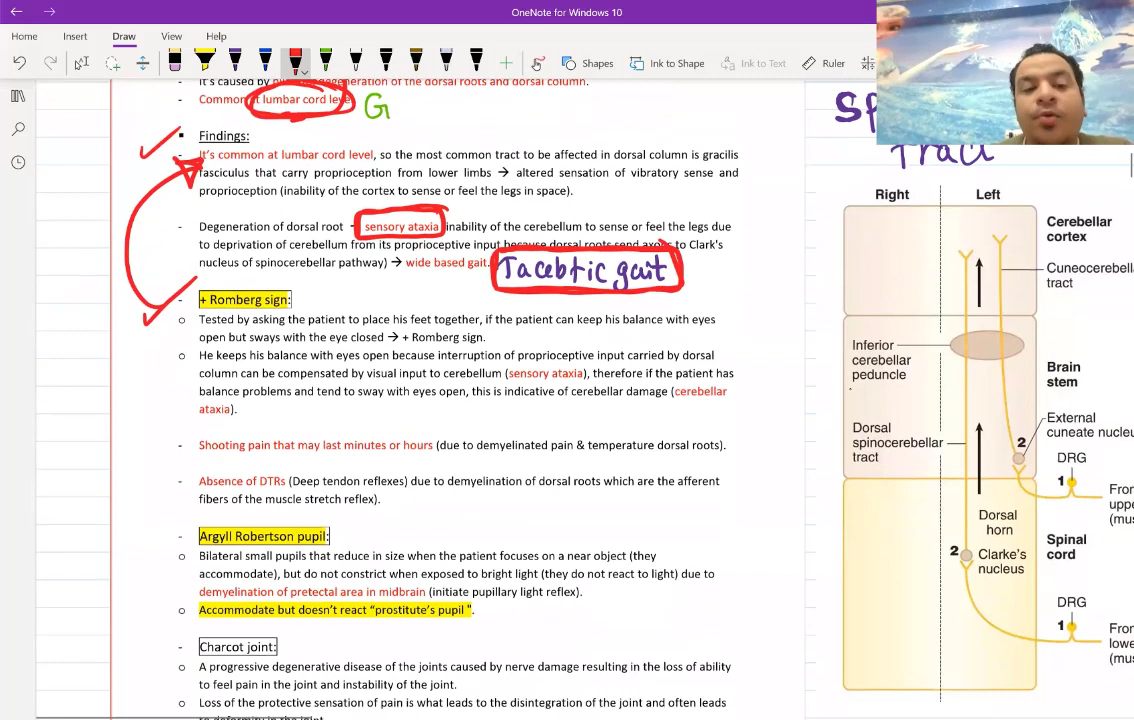 OneNote for Windows 10
Home Insert Draw View Help
Shapes Ink to Shape Ink to Text Ruler
It's caused by eneration of the dorsal roots and dorsal column.
- Common at lumbar cord level G
▪ Findings:
- It's common at lumbar cord level, so the most common tract to be affected in dorsal column is gracilis
fasciculus that carry proprioception from lower limbs → altered sensation of vibratory sense and
proprioception (inability of the cortex to sense or feel the legs in space).
- Degeneration of dorsal root → sensory ataxia inability of the cerebellum to sense or feel the legs due
to deprivation of cerebellum from its proprioceptive input because dorsal roots send axons to Clark's
nucleus of spinocerebellar pathway) → wide based gait. Tacebtic gait
- + Romberg sign:
o Tested by asking the patient to place his feet together, if the patient can keep his balance with eyes
open but sways with the eye closed → + Romberg sign.
o He keeps his balance with eyes open because interruption of proprioceptive input carried by dorsal
column can be compensated by visual input to cerebellum (sensory ataxia), therefore if the patient has
balance problems and tend to sway with eyes open, this is indicative of cerebellar damage (cerebellar
ataxia).
- Shooting pain that may last minutes or hours (due to demyelinated pain & temperature dorsal roots).
- Absence of DTRs (Deep tendon reflexes) due to demyelination of dorsal roots which are the afferent
fibers of the muscle stretch reflex).
- Argyll Robertson pupil:
o Bilateral small pupils that reduce in size when the patient focuses on a near object (they
accommodate), but do not constrict when exposed to bright light (they do not react to light) due to
demyelination of pretectal area in midbrain (initiate pupillary light reflex).
o Accommodate but doesn't react "prostitute's pupil".
- Charcot joint:
o A progressive degenerative disease of the joints caused by nerve damage resulting in the loss of ability
to feel pain in the joint and instability of the joint.
o Loss of the protective sensation of pain is what leads to the disintegration of the joint and often leads
to deformity in the joint.
Sp
Tract
Right Left
Cerebellar
cortex
Cuneocerebell
tract
Inferior
cerebellar
peduncle
Brain
stem
External
cuneate nucleu
2
Dorsal
spinocerebellar
tract
DRG
1
From
uppe
(mus
Dorsal
horn
Spinal
cord
2 Clarke's
nucleus
DRG
1
From
lowe
(mus